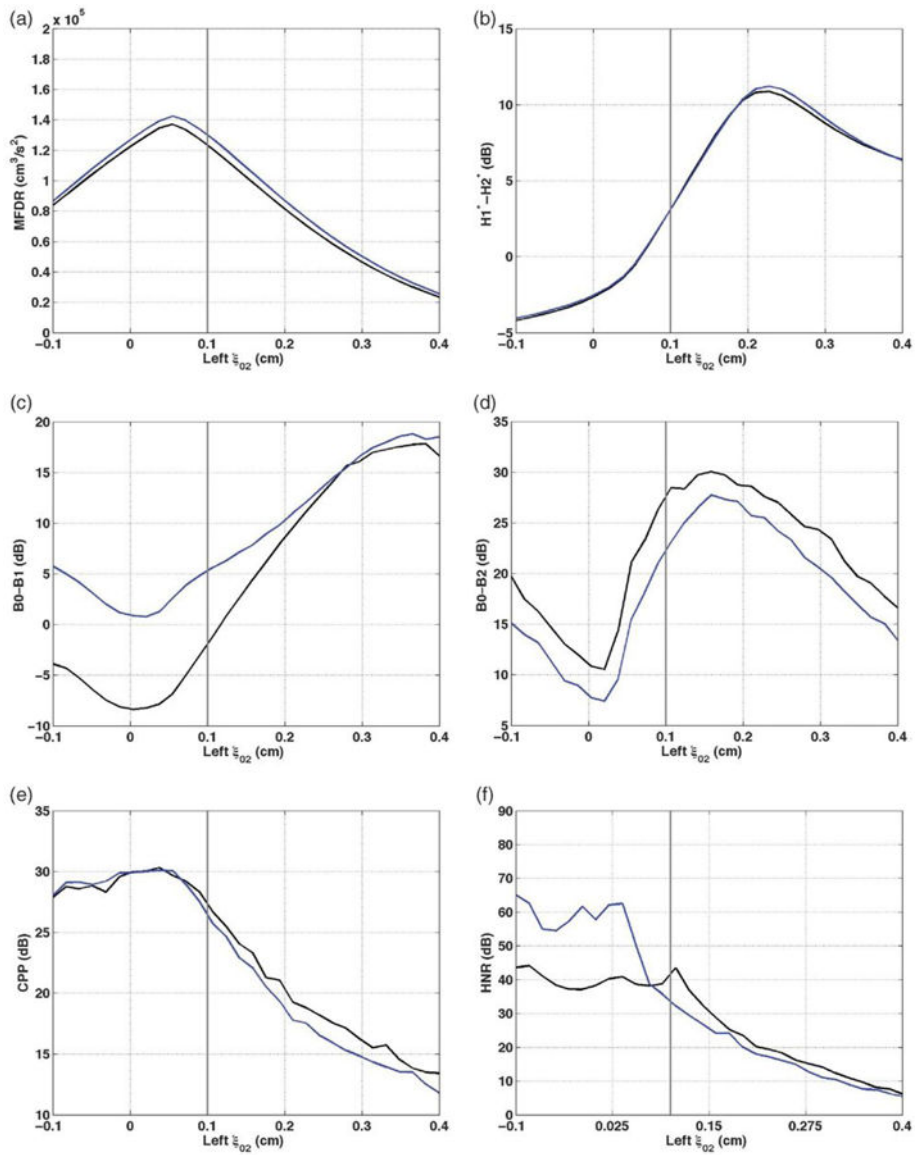 (a)
x 10⁵
2
1.8
1.6
1.4
1.2
1
0.8
0.6
0.4
0.2
0
MFDR (cm³/s²)
−0.1 0 0.1 0.2 0.3 0.4
Left ξ₀₂ (cm)
(b)
15
10
5
0
−5
H1*−H2* (dB)
−0.1 0 0.1 0.2 0.3 0.4
Left ξ₀₂ (cm)
(c)
20
15
10
5
0
−5
−10
B0−B1 (dB)
−0.1 0 0.1 0.2 0.3 0.4
Left ξ₀₂ (cm)
(d)
35
30
25
20
15
10
5
B0−B2 (dB)
−0.1 0 0.1 0.2 0.3 0.4
Left ξ₀₂ (cm)
(e)
35
30
25
20
15
10
CPP (dB)
−0.1 0 0.1 0.2 0.3 0.4
Left ξ₀₂ (cm)
(f)
90
80
70
60
50
40
30
20
10
0
HNR (dB)
−0.1 0.025 0.15 0.275 0.4
Left ξ₀₂ (cm)